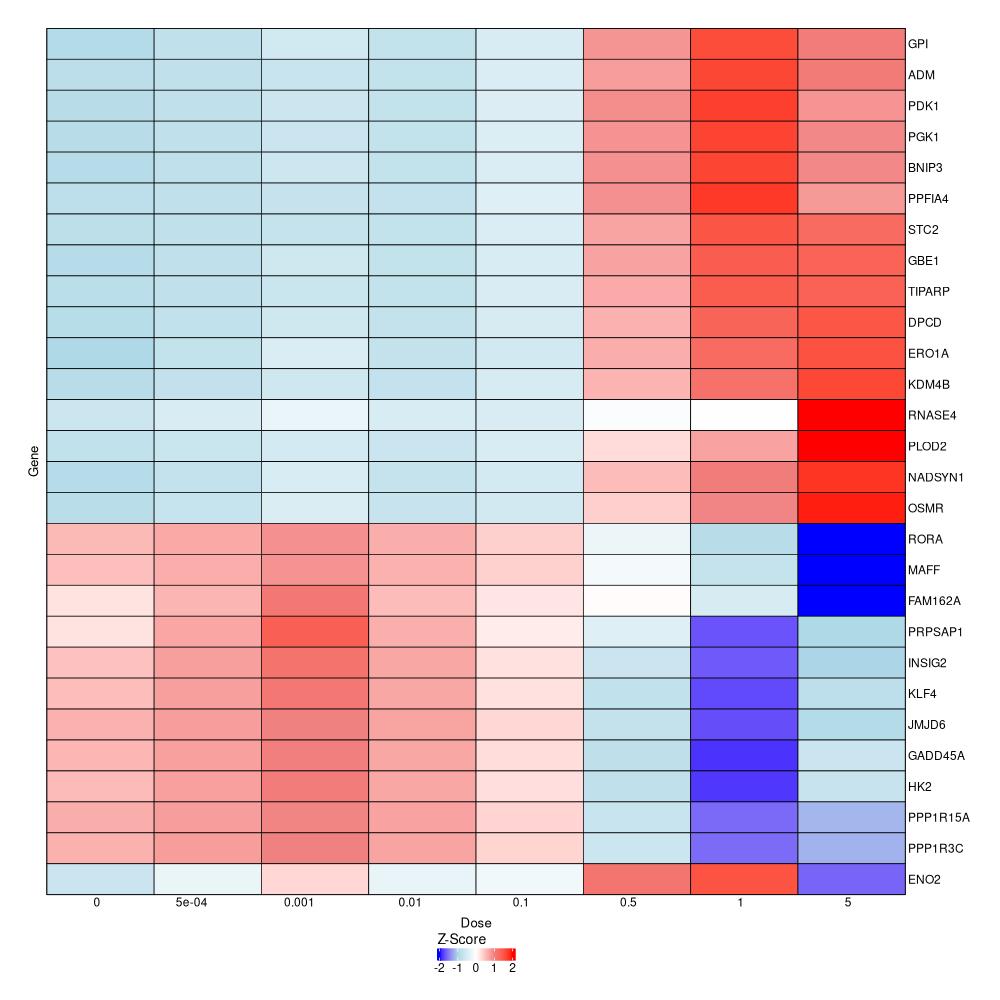 GPI
ADM
PDK1
PGK1
BNIP3
PPFIA4
STC2
GBE1
TIPARP
DPCD
ERO1A
KDM4B
RNASE4
PLOD2
NADSYN1
OSMR
RORA
MAFF
FAM162A
PRPSAP1
INSIG2
KLF4
JMJD6
GADD45A
HK2
PPP1R15A
PPP1R3C
ENO2
Gene
0 5e-04 0.001 0.01 0.1 0.5 1 5
Dose
Z-Score
-2 -1 0 1 2